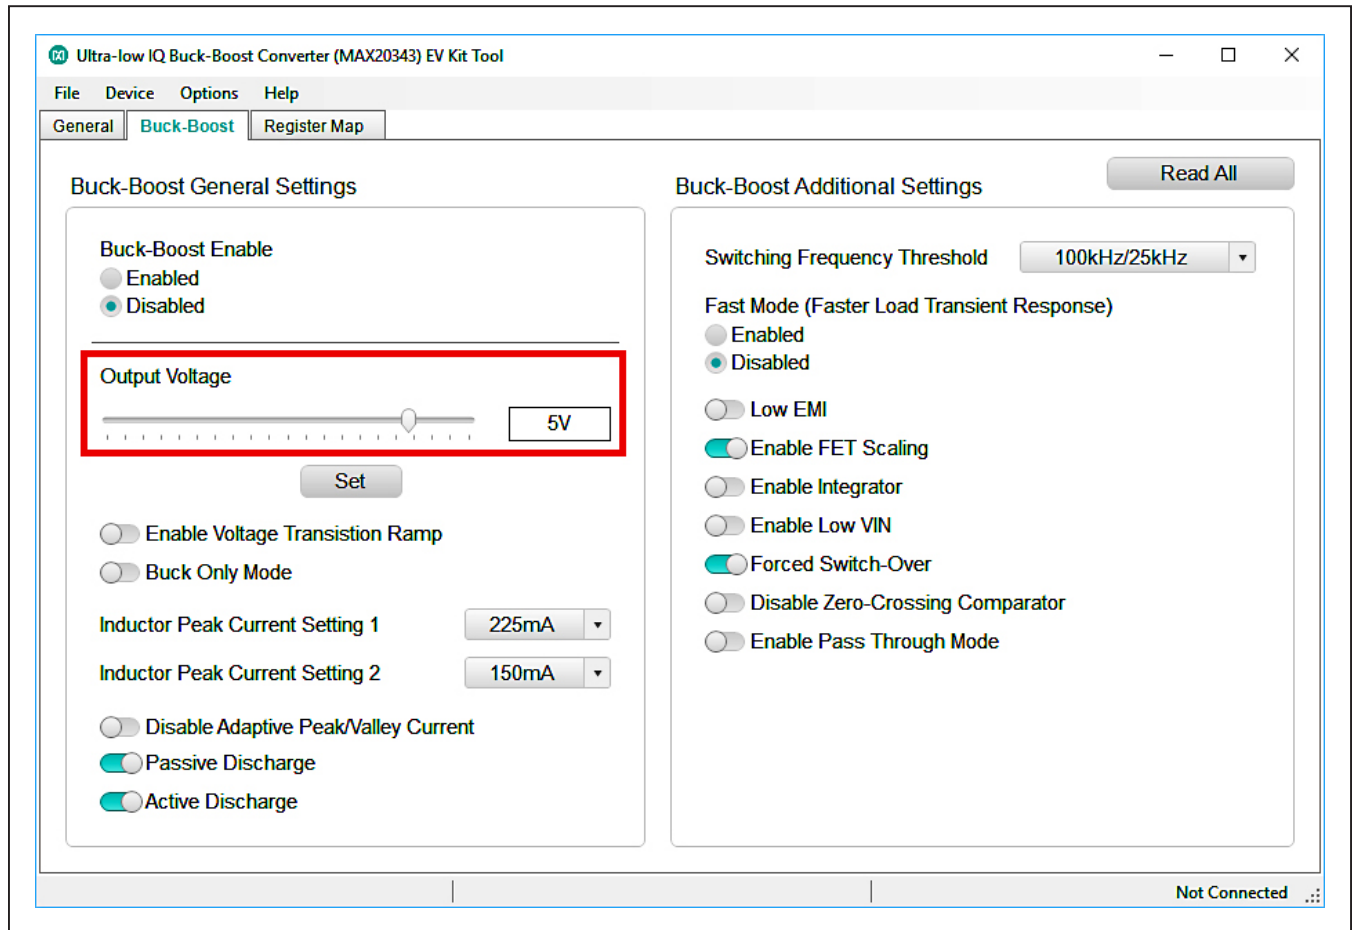 Ultra-low IQ Buck-Boost Converter (MAX20343) EV Kit Tool
File Device Options Help
General Buck-Boost Register Map
Read All
Buck-Boost General Settings
Buck-Boost Enable
Enabled
Disabled
Output Voltage
5V
Set
Enable Voltage Transistion Ramp
Buck Only Mode
Inductor Peak Current Setting 1 225mA
Inductor Peak Current Setting 2 150mA
Disable Adaptive Peak/Valley Current
Passive Discharge
Active Discharge
Buck-Boost Additional Settings
Switching Frequency Threshold 100kHz/25kHz
Fast Mode (Faster Load Transient Response)
Enabled
Disabled
Low EMI
Enable FET Scaling
Enable Integrator
Enable Low VIN
Forced Switch-Over
Disable Zero-Crossing Comparator
Enable Pass Through Mode
Not Connected